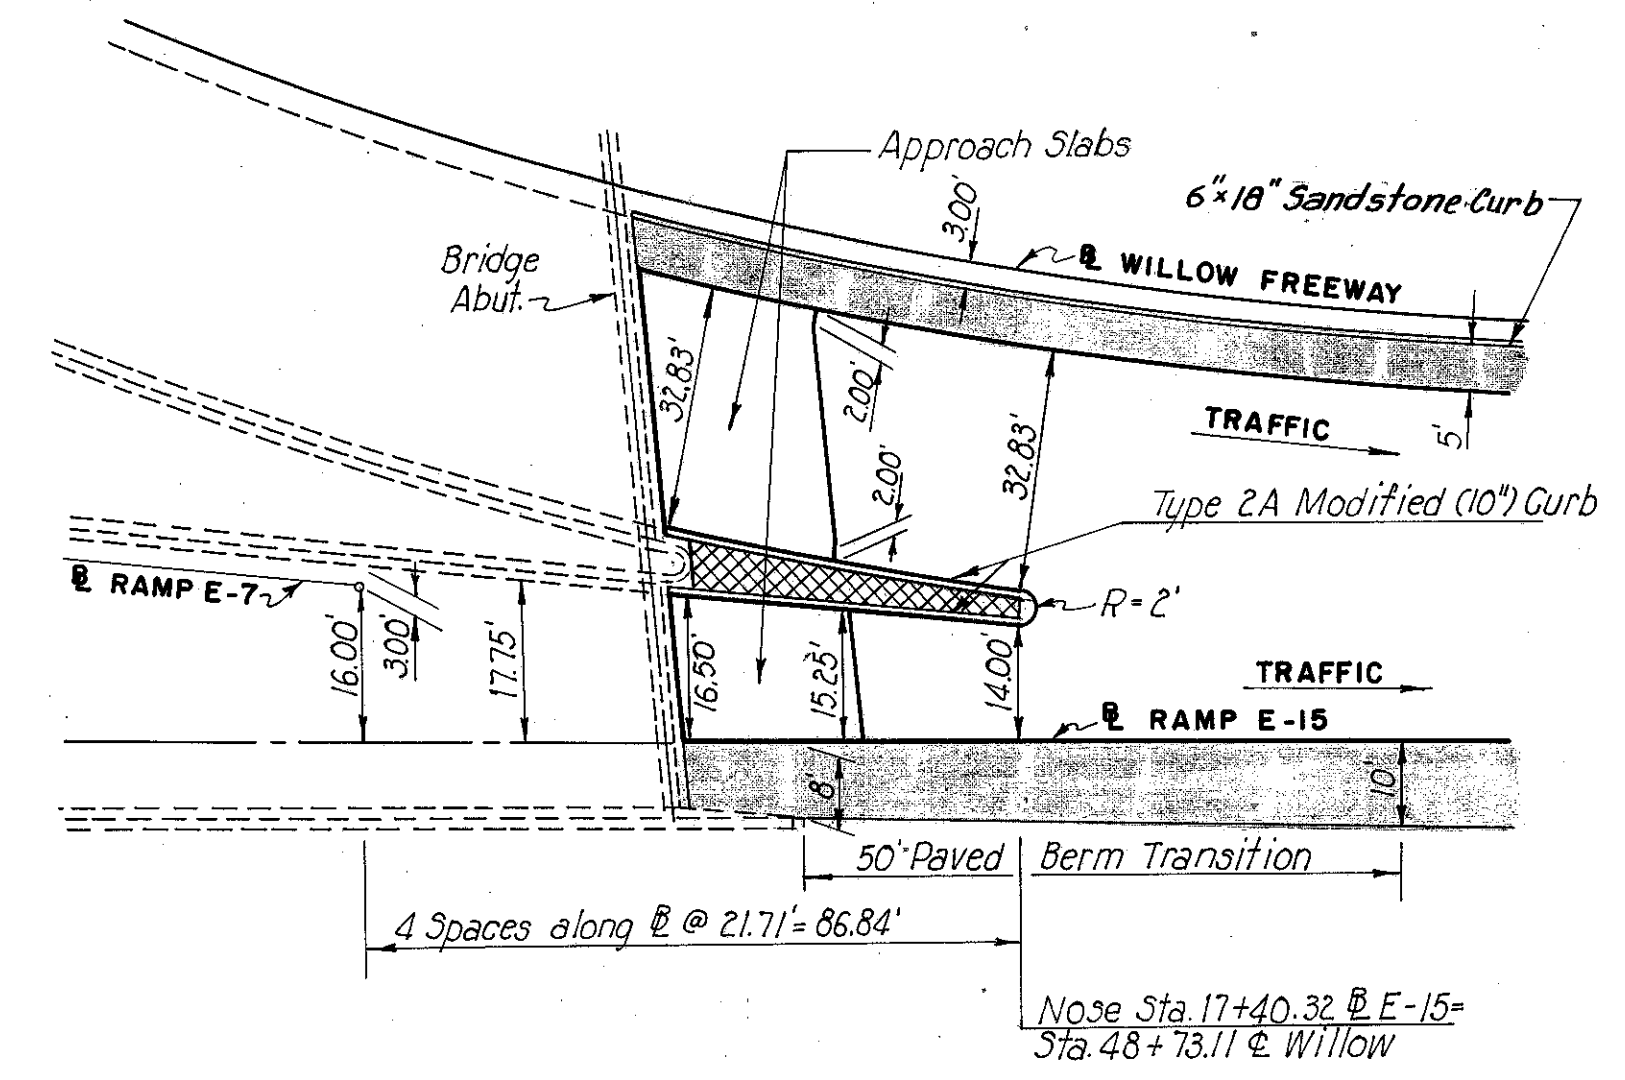 Approach Slabs
3.00'
6"x18" Sandstone Curb
Bridge
Abut.
℞ WILLOW FREEWAY
32.83'
2.00'
2.00'
32.83'
TRAFFIC
5'
Type 2A Modified (10") Curb
℞ RAMP E-7
R=2'
16.00'
3.00'
17.75'
16.50'
15.25'
14.00'
TRAFFIC
℞ RAMP E-15
8'
10'
50' Paved Berm Transition
4 Spaces along ℞ @ 21.71'=86.84'
Nose Sta. 17+40.32 ℞ E-15=
Sta. 48+73.11 ℄ Willow